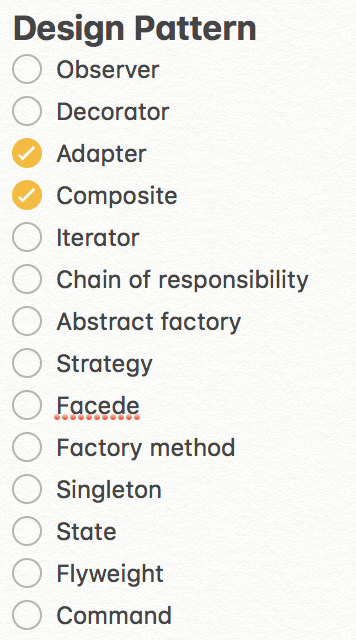 Design Pattern
Observer
Decorator
Adapter
Composite
Iterator
Chain of responsibility
Abstract factory
Strategy
Facede
Factory method
Singleton
State
Flyweight
Command